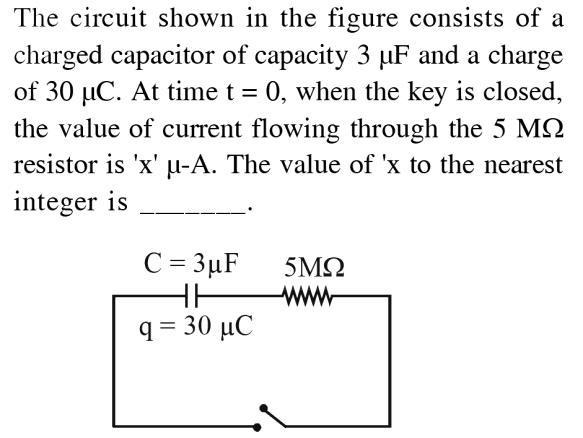 The circuit shown in the figure consists of a
charged capacitor of capacity 3 μF and a charge
of 30 μC. At time t = 0, when the key is closed,
the value of current flowing through the 5 MΩ
resistor is 'x' μ-A. The value of 'x to the nearest
integer is _______.
C = 3μF
5MΩ
q = 30 μC